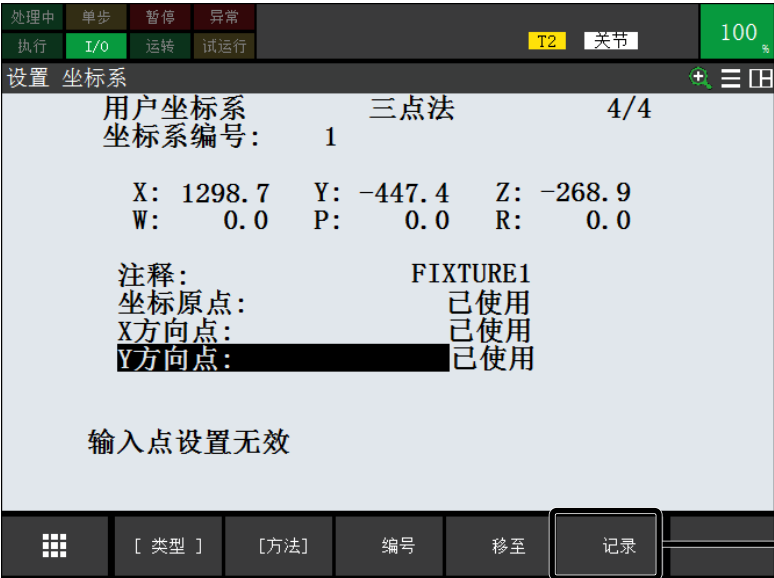 处理中 单步 暂停 异常
执行 I/O 运转 试运行 T2 关节 100 %
设置 坐标系
用户坐标系 三点法 4/4
坐标系编号: 1
X: 1298.7 Y: -447.4 Z: -268.9
W: 0.0 P: 0.0 R: 0.0
注释: FIXTURE1
坐标原点: 已使用
X方向点: 已使用
Y方向点: 已使用
输入点设置无效
[ 类型 ] [方法] 编号 移至 记录